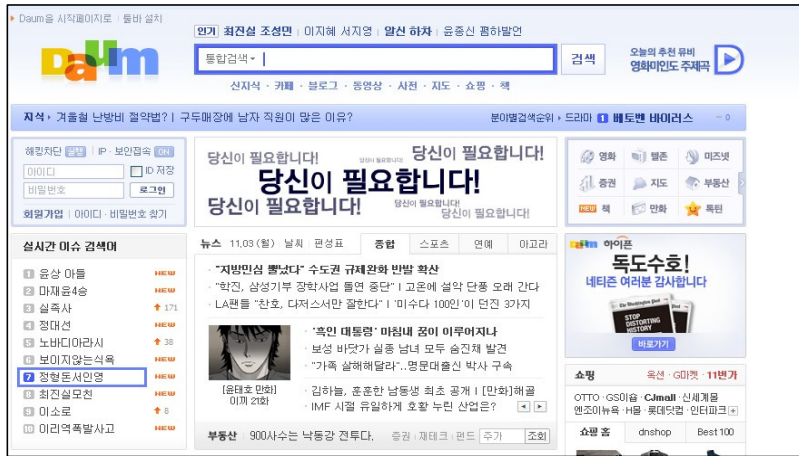 Daum을 시작페이지로 | 툴바 설치
인기 최진실 조성민 | 이지혜 서지영 | 알신 하차 | 윤종신 폄하발언
Daum
통합검색
검색
오늘의 추천 뮤비
영화미인도 주제곡
신지식 · 카페 · 블로그 · 동영상 · 사전 · 지도 · 쇼핑 · 책
지식 › 겨울철 난방비 절약법? | 구두매장에 남자 직원이 많은 이유?
분야별검색순위 › 드라마 1 베토벤 바이러스 - 0
해킹차단 | IP · 보안접속 ON
아이디
ID 저장
비밀번호
로그인
회원가입 | 아이디 · 비밀번호 찾기
당신이 필요합니다! 당신이 필요합니다! 당신이 필요합니다!
당신이 필요합니다!
당신이 필요합니다! 당신이 필요합니다!
당신이 필요합니다!
영화 텔존 미즈넷
증권 지도 부동산
NEW 책 만화 톡틴
실시간 이슈 검색어
1 윤상 아들 NEW
2 마재윤4승 NEW
3 실족사 171
4 정대선 NEW
5 노바디아라시 38
6 보이지않는식욕 NEW
7 정형돈서인영 NEW
8 최진실모친 NEW
9 이소로 6
10 이리역폭발사고 NEW
뉴스 11.03 (월) 날씨 | 편성표 종합 스포츠 연예 아고라
· "지방민심 뿔났다" 수도권 규제완화 반발 확산
· "학진, 삼성기부 장학사업 돌연 중단" | 고온에 설악 단풍 오래 간다
· LA팬들 "찬호, 다저스서만 잘한다" | '미수다 100인'이 던진 3가지
· '흑인 대통령' 마침내 꿈이 이루어지나
· 보성 바닷가 실종 남녀 모두 숨진채 발견
· "가족 살해해달라"..명문대출신 박사 구속
· 김하늘, 훈훈한 남동생 최초 공개 | [만화]해골
· IMF 시절 유일하게 호황 누린 산업은?
[윤태호 만화]
이끼 21화
부동산 | 900사수는 낙동강 전투다, 증권 | 재테크 | 펀드 주가 조회
하이픈
독도수호!
네티즌 여러분 감사합니다
The Washington Post
STOP
DISTORTING
HISTORY
바로가기
쇼핑 옥션 · G마켓 · 11번가
OTTO · GS이숍 · CJmall · 신세계몰
앤조이뉴욕 · H몰 · 롯데닷컴 · 인터파크
쇼핑 홈 dnshop Best 100